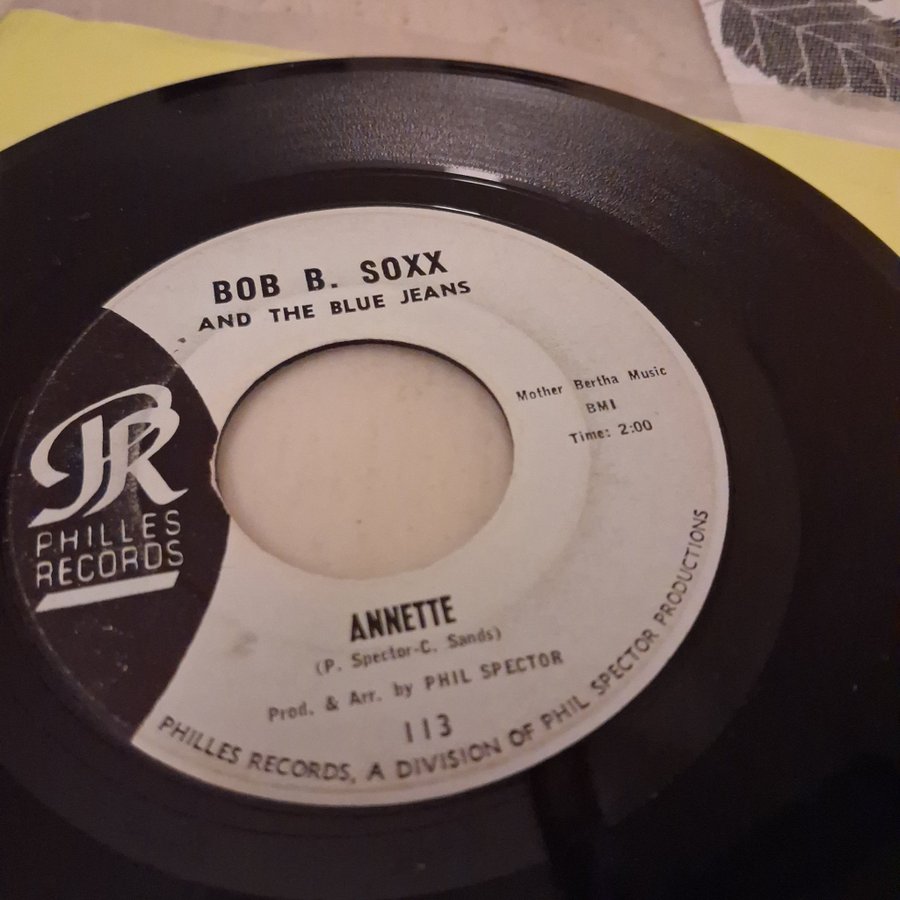 BOB B. SOXX
AND THE BLUE JEANS
Mother Bertha Music
BMI
Time: 2:00
PR
PHILLES
RECORDS
ANNETTE
(P. Spector-C. Sands)
Prod. & Arr. by PHIL SPECTOR
113
PHILLES RECORDS, A DIVISION OF PHIL SPECTOR PRODUCTIONS